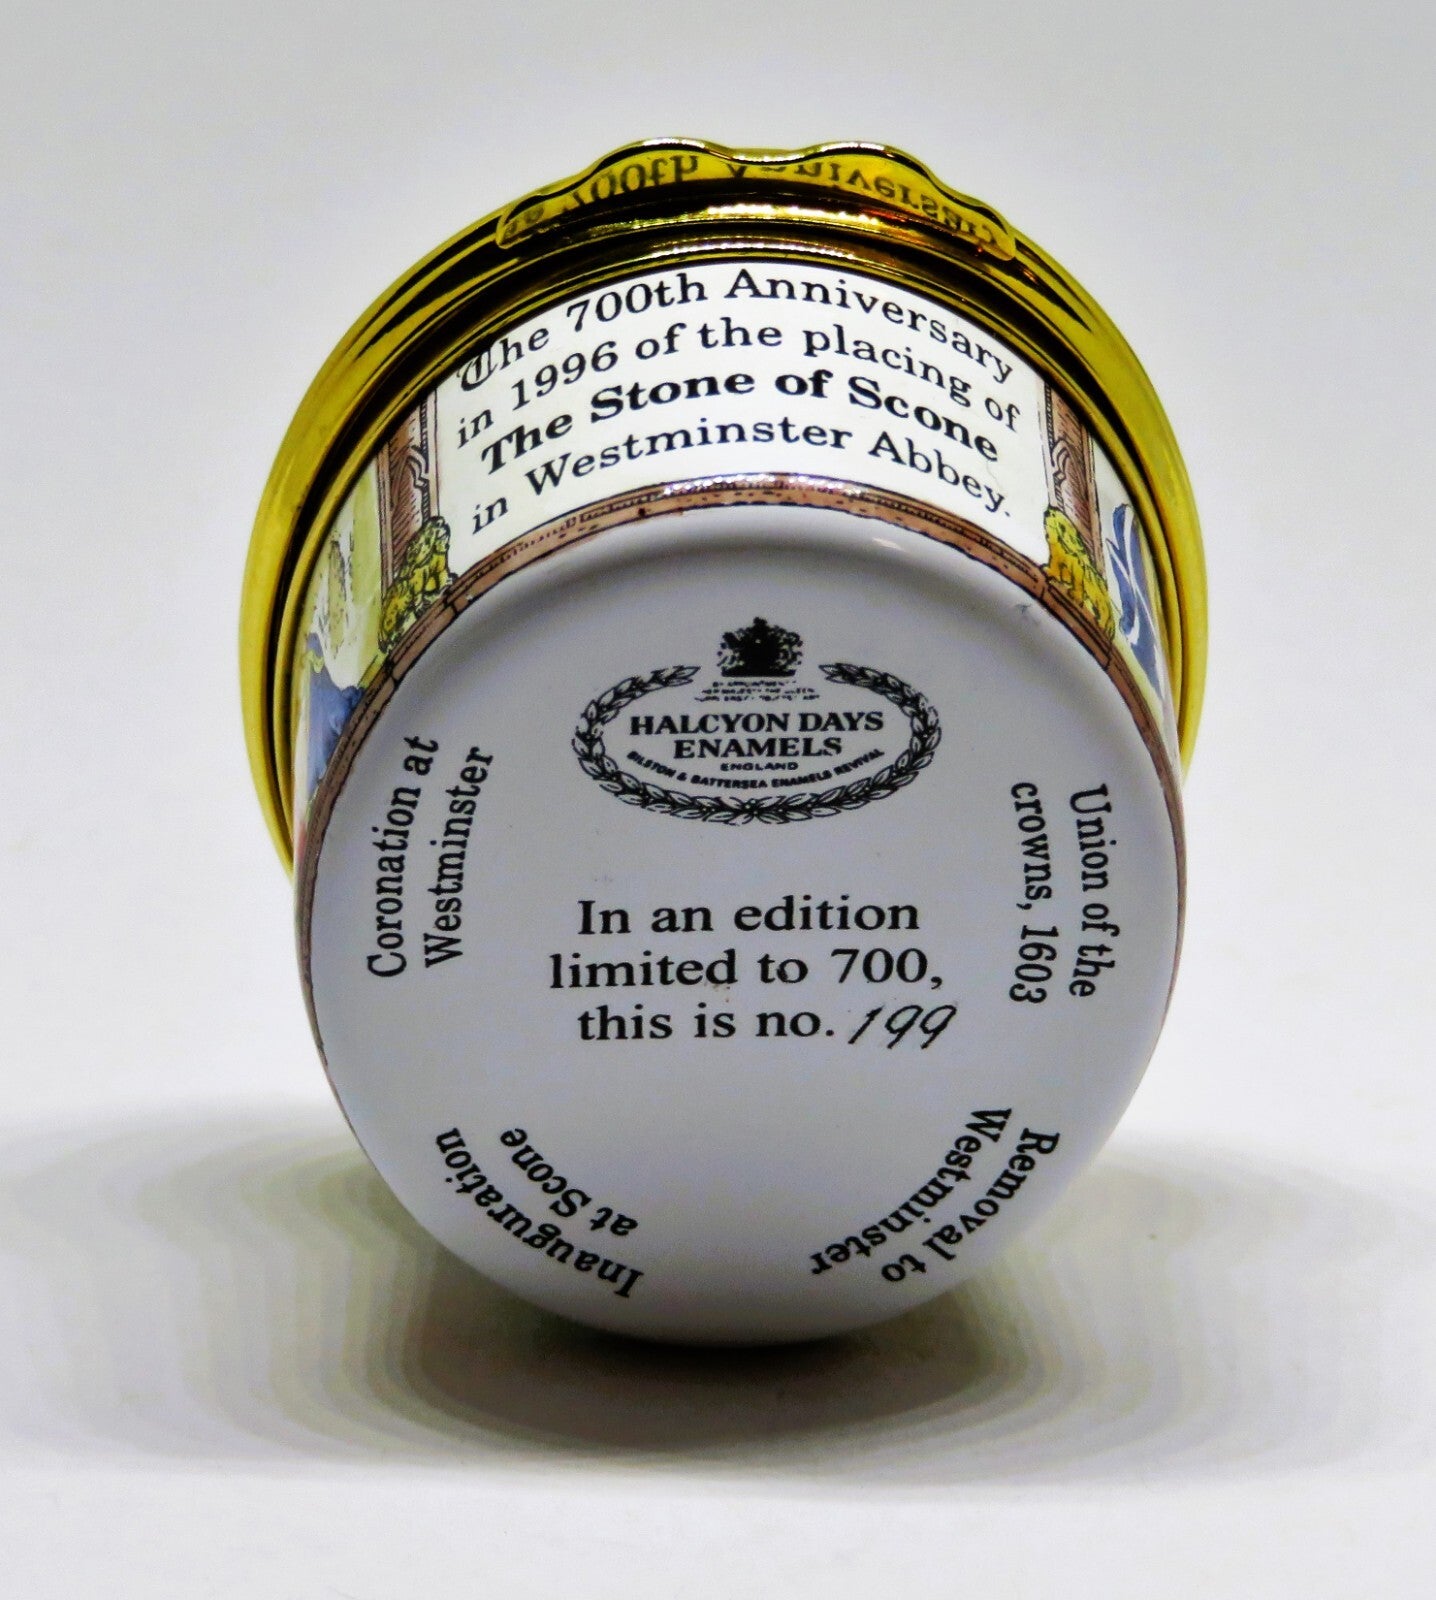 The 700th Anniversary
in 1996 of the placing of
The Stone of Scone
in Westminster Abbey.
HALCYON DAYS
ENAMELS
ENGLAND
BILSTON & BATTERSEA ENAMELS REVIVAL
In an edition
limited to 700,
this is no. 199
Coronation at
Westminster
Union of the
crowns, 1603
Inauguration
at Scone
Removal to
Westminster